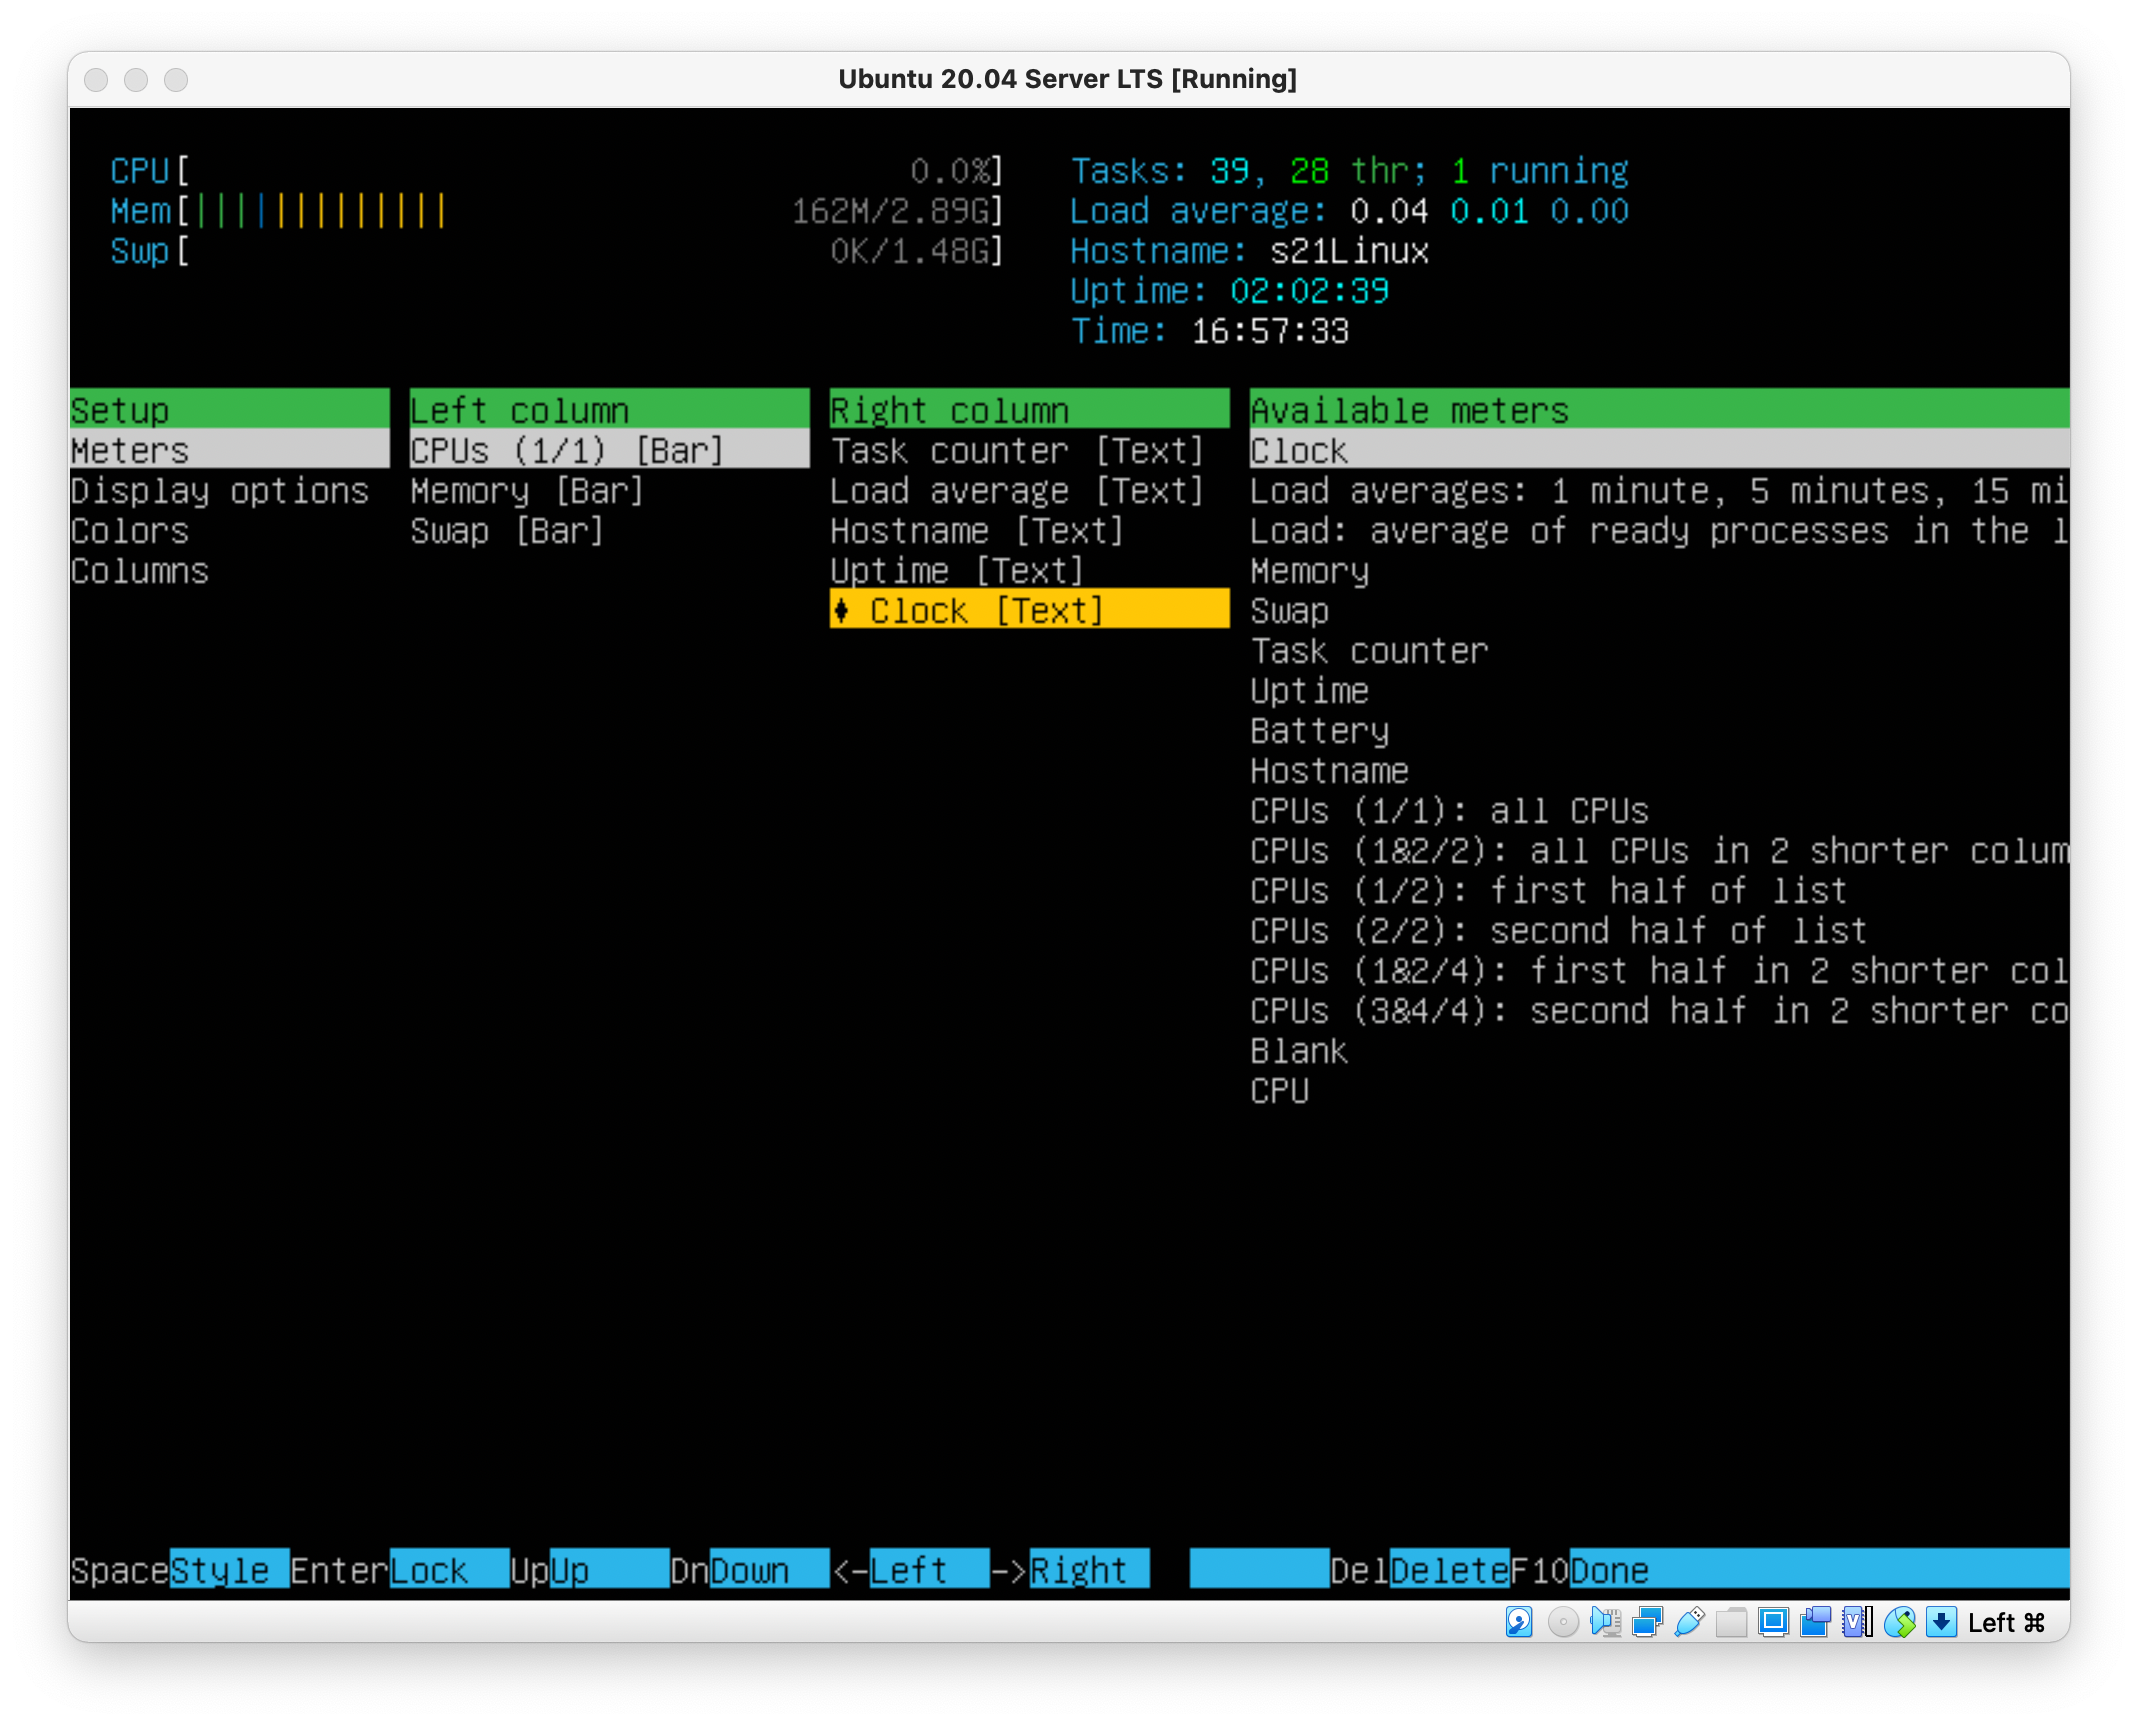 Ubuntu 20.04 Server LTS [Running]
CPU[ 0.0%] Tasks: 39, 28 thr; 1 running
Mem[||||||||||||| 162M/2.89G] Load average: 0.04 0.01 0.00
Swp[ 0K/1.48G] Hostname: s21Linux
Uptime: 02:02:39
Time: 16:57:33
Setup Left column Right column Available meters
Meters CPUs (1/1) [Bar] Task counter [Text] Clock
Display options Memory [Bar] Load average [Text] Load averages: 1 minute, 5 minutes, 15 mi
Colors Swap [Bar] Hostname [Text] Load: average of ready processes in the l
Columns Uptime [Text] Memory
♦ Clock [Text] Swap
Task counter
Uptime
Battery
Hostname
CPUs (1/1): all CPUs
CPUs (1&2/2): all CPUs in 2 shorter colum
CPUs (1/2): first half of list
CPUs (2/2): second half of list
CPUs (1&2/4): first half in 2 shorter col
CPUs (3&4/4): second half in 2 shorter co
Blank
CPU
SpaceStyle EnterLock UpUp DnDown <-Left ->Right DelDeleteF10Done
Left ⌘